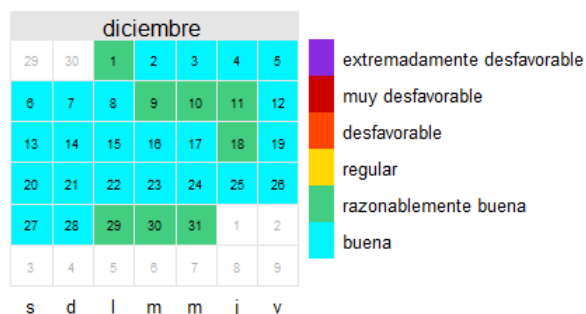 diciembre
29 30 1 2 3 4 5
6 7 8 9 10 11 12
13 14 15 16 17 18 19
20 21 22 23 24 25 26
27 28 29 30 31 1 2
3 4 5 6 7 8 9
s d l m m j v
extremadamente desfavorable
muy desfavorable
desfavorable
regular
razonablemente buena
buena